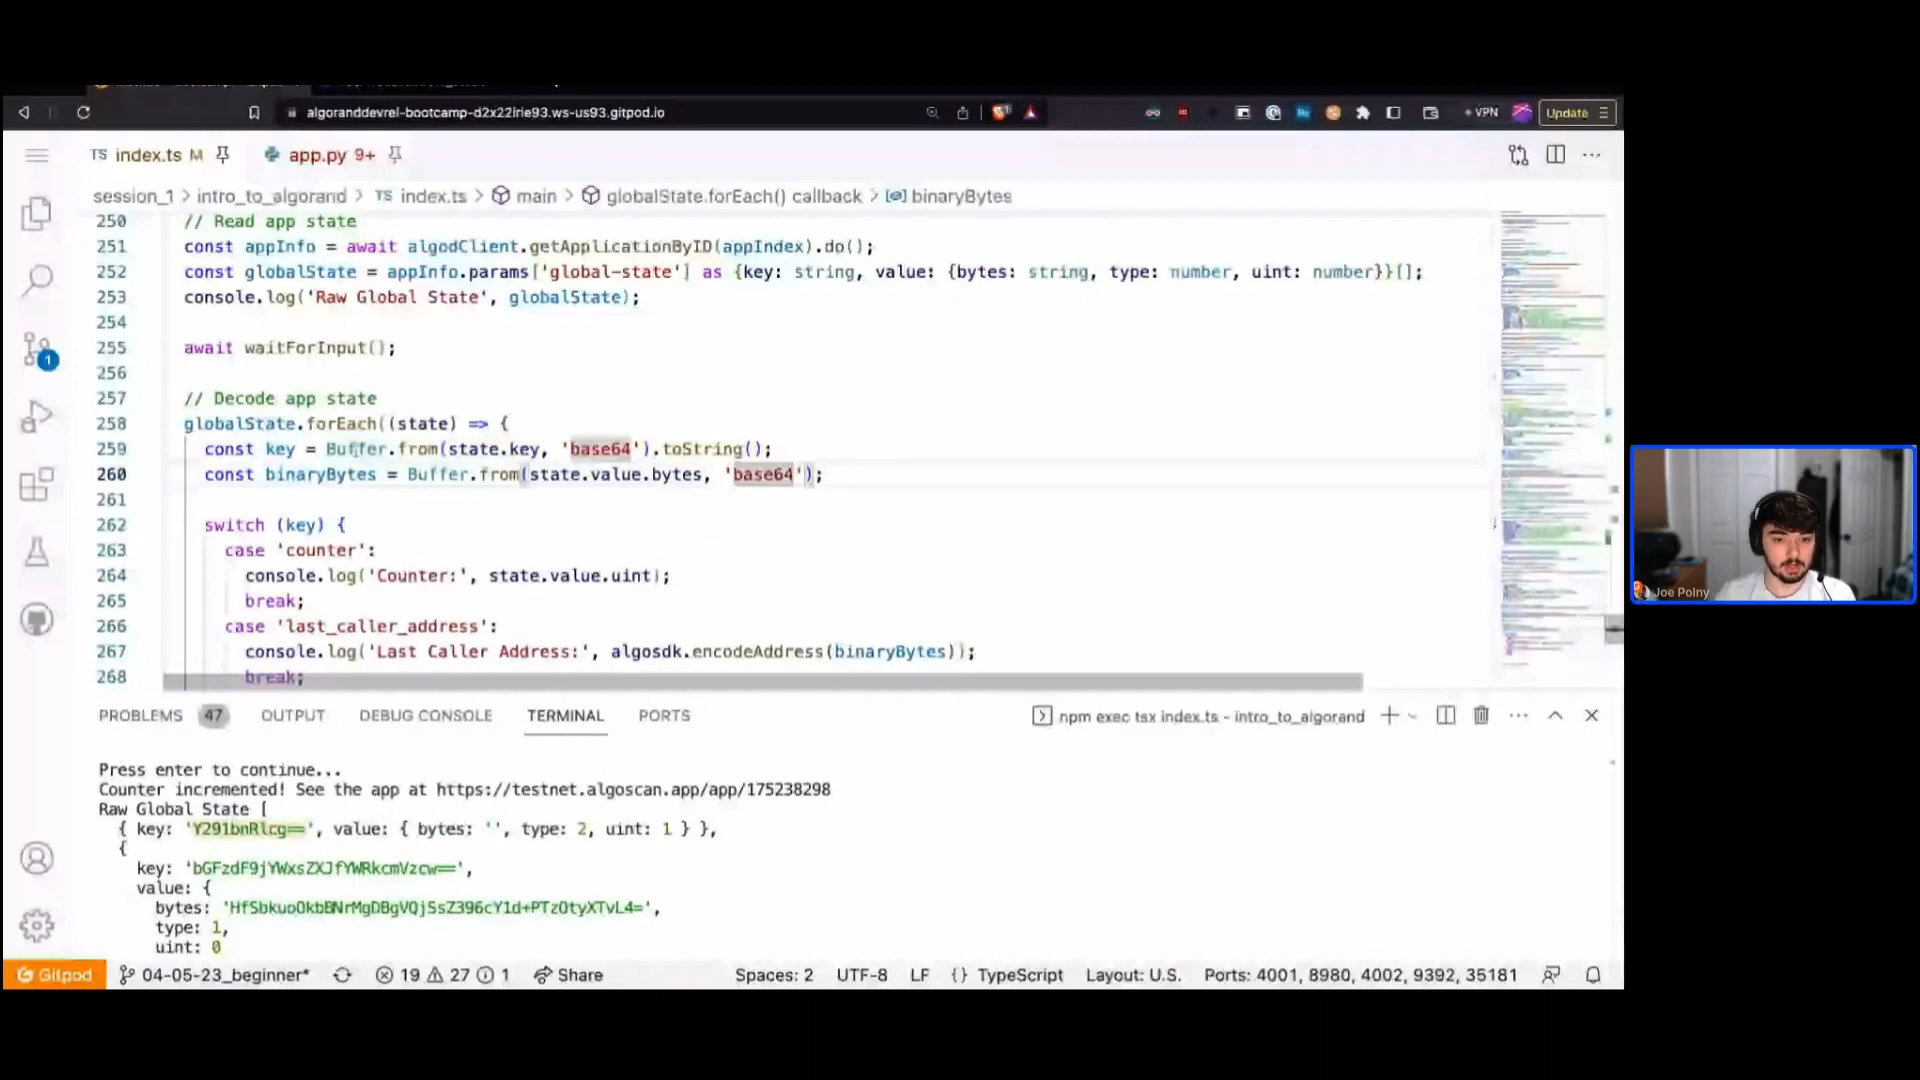 algoranddevrel-bootcamp-d2x22irie93.ws-us93.gitpod.io
VPN
Update
TS index.ts M
app.py 9+
session_1 > intro_to_algorand > TS index.ts > main > globalState.forEach() callback > binaryBytes
250 // Read app state
251 const appInfo = await algodClient.getApplicationByID(appIndex).do();
252 const globalState = appInfo.params['global-state'] as {key: string, value: {bytes: string, type: number, uint: number}}[];
253 console.log('Raw Global State', globalState);
254
255 await waitForInput();
256
257 // Decode app state
258 globalState.forEach((state) => {
259 const key = Buffer.from(state.key, 'base64').toString();
260 const binaryBytes = Buffer.from(state.value.bytes, 'base64');
261
262 switch (key) {
263 case 'counter':
264 console.log('Counter:', state.value.uint);
265 break;
266 case 'last_caller_address':
267 console.log('Last Caller Address:', algosdk.encodeAddress(binaryBytes));
268 break;
1
PROBLEMS 47 OUTPUT DEBUG CONSOLE TERMINAL PORTS
npm exec tsx index.ts - intro_to_algorand
Press enter to continue...
Counter incremented! See the app at https://testnet.algoscan.app/app/175238298
Raw Global State [
{ key: 'Y291bnRlcg==', value: { bytes: '', type: 2, uint: 1 } },
{
key: 'bGFzdF9jYWxsZXJfYWRkcmVzcw==',
value: {
bytes:
type: 1,
uint: 0
Gitpod
04-05-23_beginner*
19 27 1
Share
Spaces: 2
UTF-8
LF
{} TypeScript
Layout: U.S.
Ports: 4001, 8980, 4002, 9392, 35181
Joe Polny